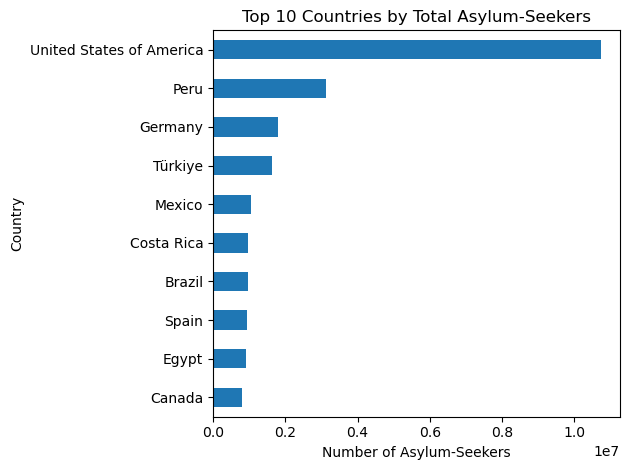 Top 10 Countries by Total Asylum-Seekers
Country
United States of America
Peru
Germany
Türkiye
Mexico
Costa Rica
Brazil
Spain
Egypt
Canada
0.0 0.2 0.4 0.6 0.8 1.0
1e7
Number of Asylum-Seekers